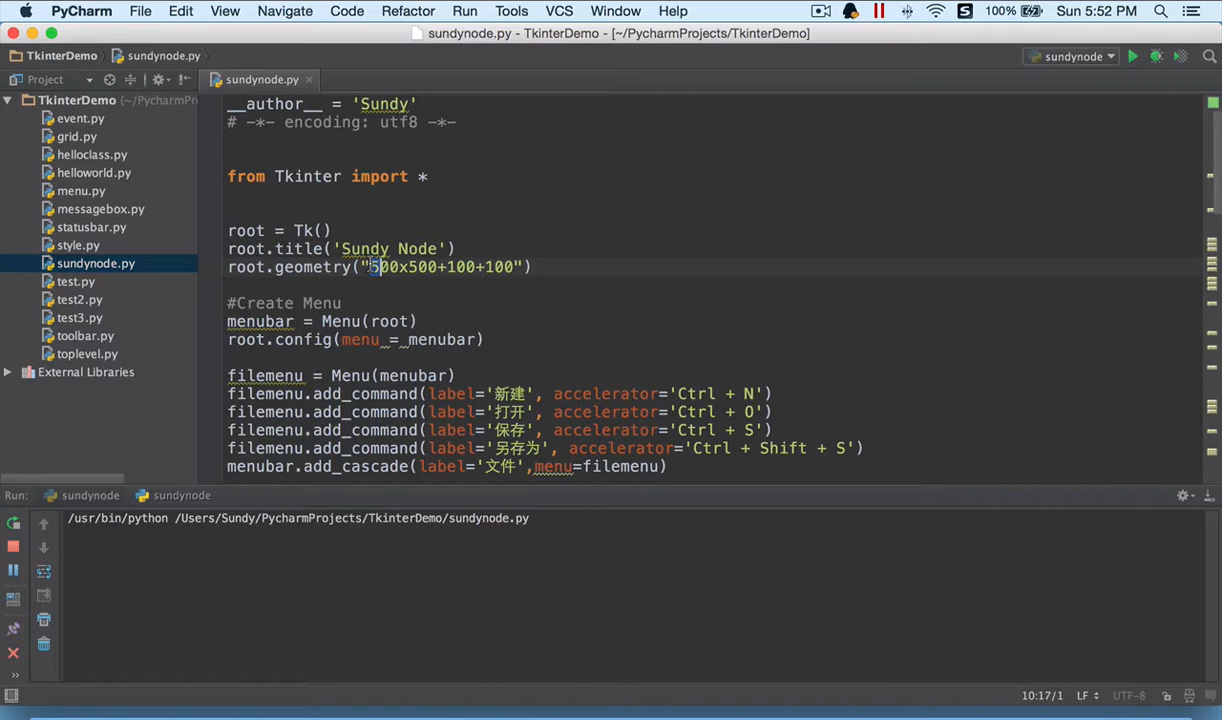 PyCharm File Edit View Navigate Code Refactor Run Tools VCS Window Help 100% Sun 5:52 PM
sundynode.py - TkinterDemo - [~/PycharmProjects/TkinterDemo]
TkinterDemo sundynode.py sundynode
Project sundynode.py
TkinterDemo (~/PycharmPr
event.py
grid.py
helloclass.py
helloworld.py
menu.py
messagebox.py
statusbar.py
style.py
sundynode.py
test.py
test2.py
test3.py
toolbar.py
toplevel.py
External Libraries
__author__ = 'Sundy'
# -*- encoding: utf8 -*-
from Tkinter import *
root = Tk()
root.title('Sundy Node')
root.geometry("500x500+100+100")
#Create Menu
menubar = Menu(root)
root.config(menu = menubar)
filemenu = Menu(menubar)
filemenu.add_command(label='新建', accelerator='Ctrl + N')
filemenu.add_command(label='打开', accelerator='Ctrl + O')
filemenu.add_command(label='保存', accelerator='Ctrl + S')
filemenu.add_command(label='另存为', accelerator='Ctrl + Shift + S')
menubar.add_cascade(label='文件',menu=filemenu)
Run: sundynode sundynode
/usr/bin/python /Users/Sundy/PycharmProjects/TkinterDemo/sundynode.py
10:17/1 LF UTF-8